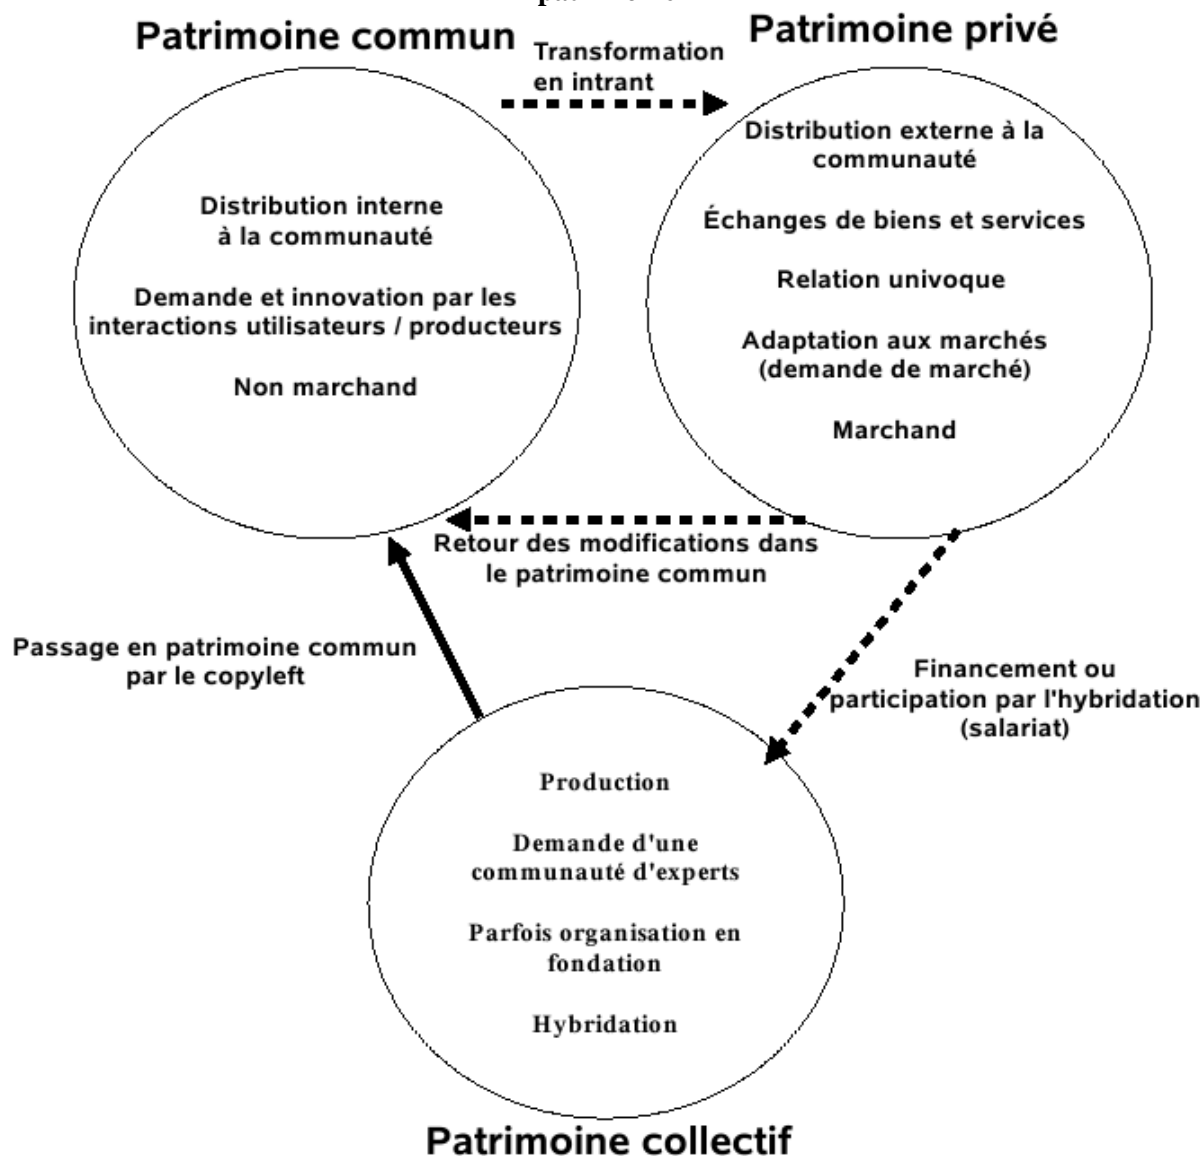 Patrimoine commun
Transformation
en intrant
Patrimoine privé
Distribution interne
à la communauté
Demande et innovation par les
interactions utilisateurs / producteurs
Non marchand
Distribution externe à la
communauté
Échanges de biens et services
Relation univoque
Adaptation aux marchés
(demande de marché)
Marchand
Retour des modifications dans
le patrimoine commun
Passage en patrimoine commun
par le copyleft
Financement ou
participation par l'hybridation
(salariat)
Production
Demande d'une
communauté d'experts
Parfois organisation en
fondation
Hybridation
Patrimoine collectif